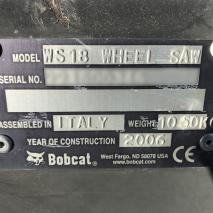 MODEL WS18 WHEEL SAW
SERIAL NO.
ASSEMBLED IN ITALY WEIGHT 1050KG
YEAR OF CONSTRUCTION 2006
Bobcat® West Fargo, ND 58078 USA CE
www.bobcat.com